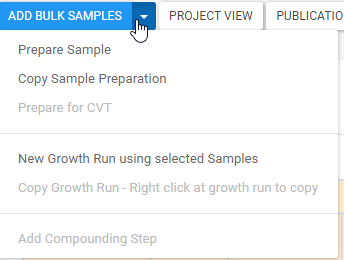 ADD BULK SAMPLES
PROJECT VIEW
PUBLICATIO
Prepare Sample
Copy Sample Preparation
Prepare for CVT
New Growth Run using selected Samples
Copy Growth Run - Right click at growth run to copy
Add Compounding Step